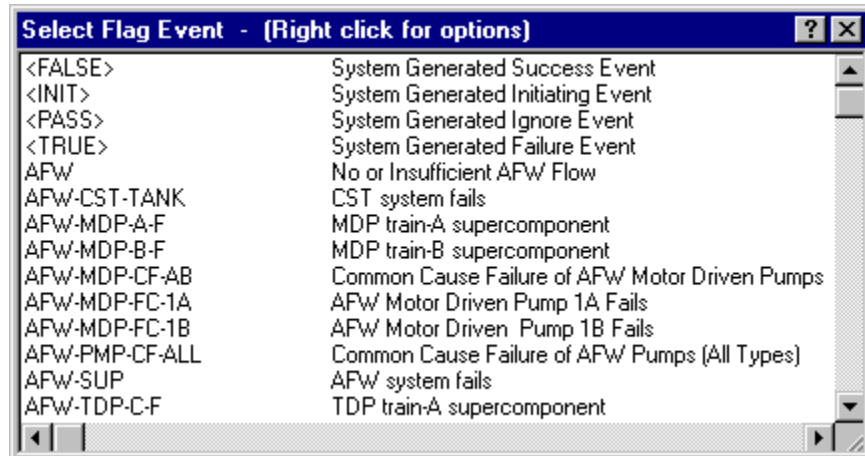 Select Flag Event - (Right click for options)
<FALSE> System Generated Success Event
<INIT> System Generated Initiating Event
<PASS> System Generated Ignore Event
<TRUE> System Generated Failure Event
AFW No or Insufficient AFW Flow
AFW-CST-TANK CST system fails
AFW-MDP-A-F MDP train-A supercomponent
AFW-MDP-B-F MDP train-B supercomponent
AFW-MDP-CF-AB Common Cause Failure of AFW Motor Driven Pumps
AFW-MDP-FC-1A AFW Motor Driven Pump 1A Fails
AFW-MDP-FC-1B AFW Motor Driven  Pump 1B Fails
AFW-PMP-CF-ALL Common Cause Failure of AFW Pumps (All Types)
AFW-SUP AFW system fails
AFW-TDP-C-F TDP train-A supercomponent